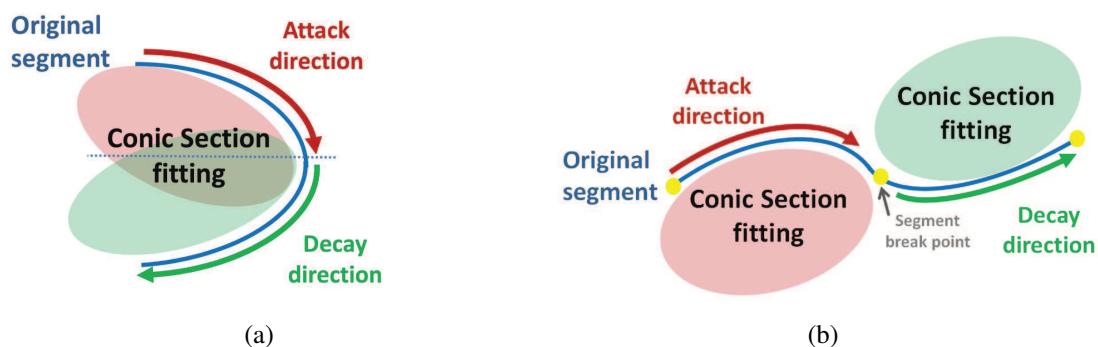 Original
segment
Attack
direction
Conic Section
fitting
Decay
direction
(a)
Attack
direction
Conic Section
fitting
Original
segment
Conic Section
fitting
Segment
break point
Decay
direction
(b)